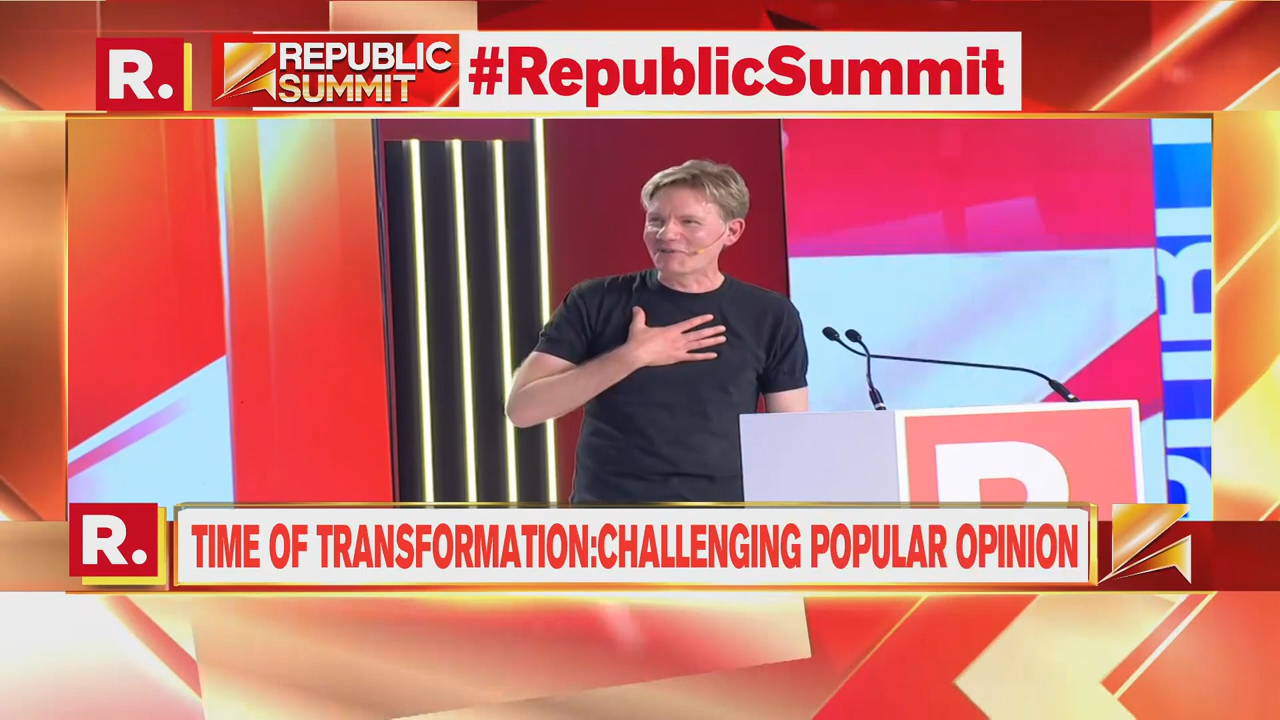 R.
REPUBLIC
SUMMIT
#RepublicSummit
R
R.
TIME OF TRANSFORMATION:CHALLENGING POPULAR OPINION